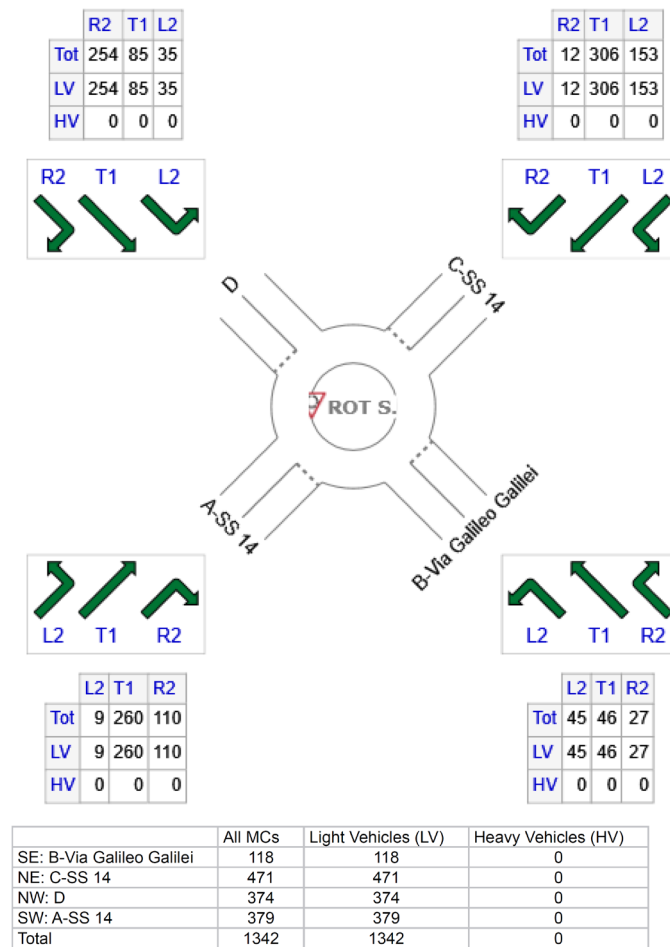 R2 T1 L2
Tot 254 85 35
LV 254 85 35
HV 0 0 0
R2 T1 L2
Tot 12 306 153
LV 12 306 153
HV 0 0 0
R2 T1 L2
R2 T1 L2
D
C-SS 14
ROT S.
A-SS 14
B-Via Galileo Galilei
L2 T1 R2
L2 T1 R2
L2 T1 R2
Tot 9 260 110
LV 9 260 110
HV 0 0 0
L2 T1 R2
Tot 45 46 27
LV 45 46 27
HV 0 0 0
All MCs Light Vehicles (LV) Heavy Vehicles (HV)
SE: B-Via Galileo Galilei 118 118 0
NE: C-SS 14 471 471 0
NW: D 374 374 0
SW: A-SS 14 379 379 0
Total 1342 1342 0